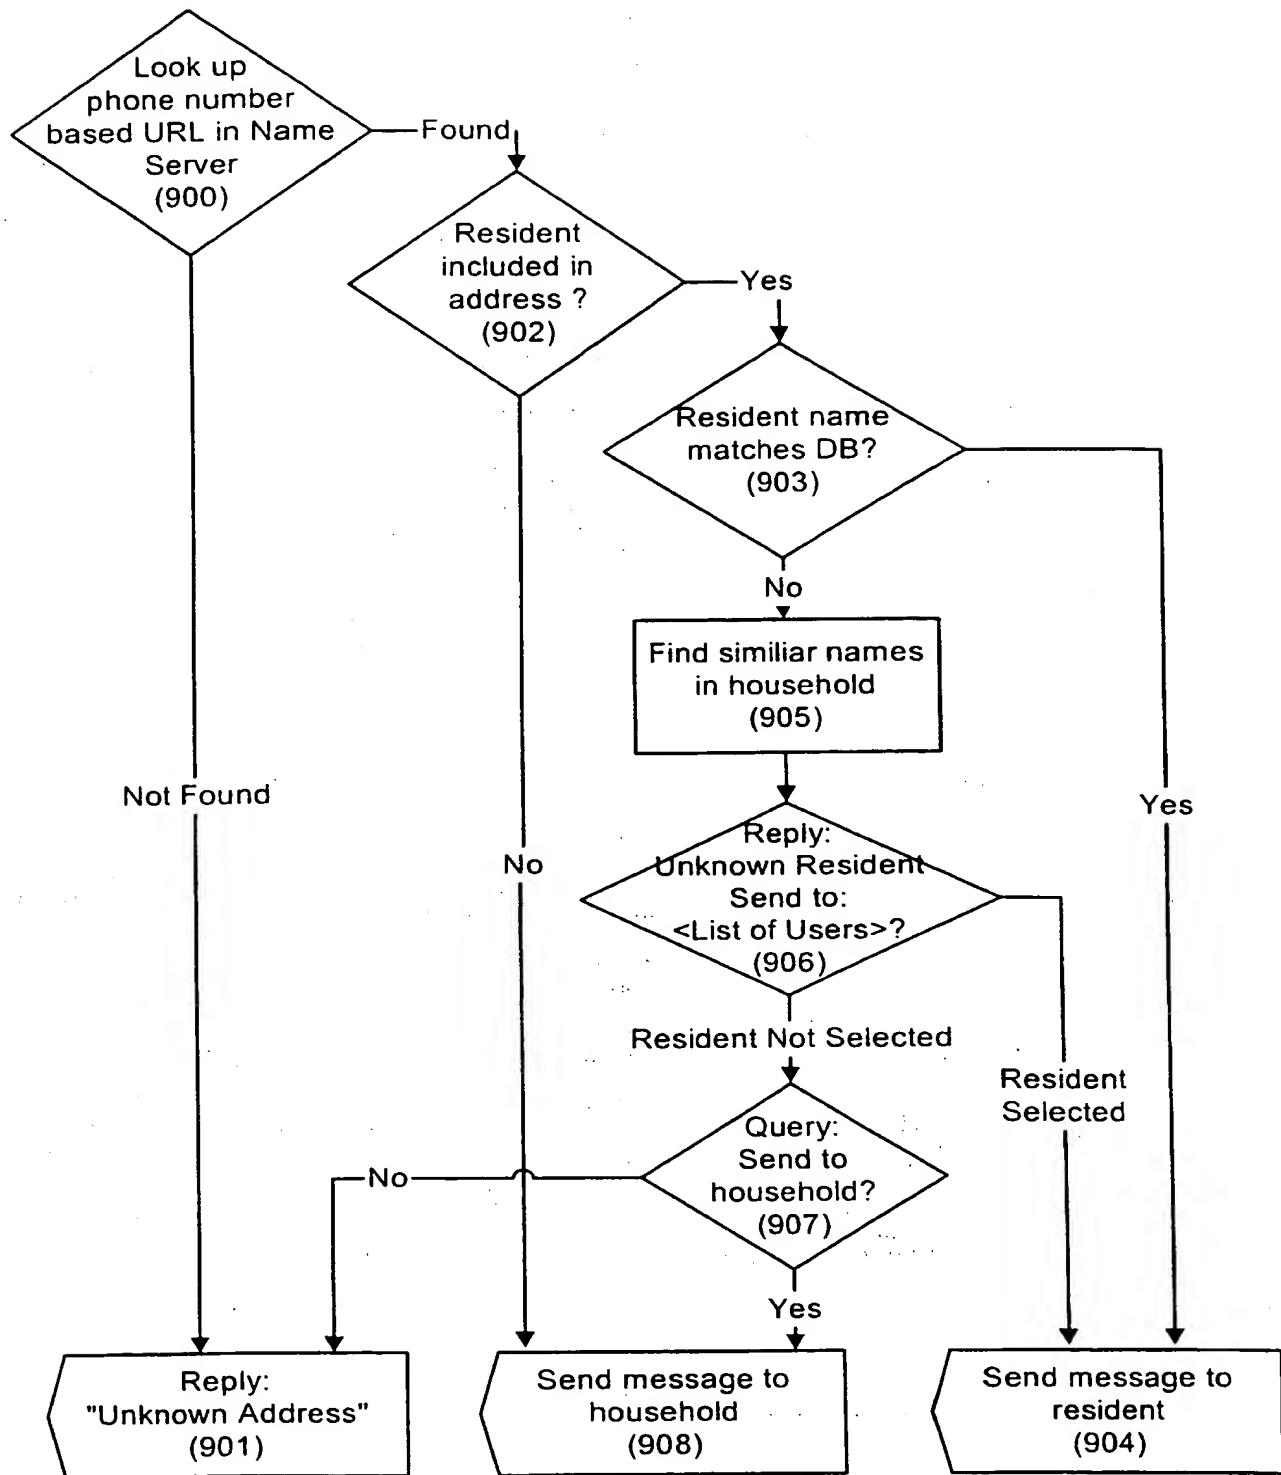 Look up
phone number
based URL in Name
Server
(900)
Found
Resident
included in
address ?
(902)
Yes
Resident name
matches DB?
(903)
No
Find similiar names
in household
(905)
Not Found
Yes
No
Reply:
Unknown Resident
Send to:
<List of Users>?
(906)
Resident Not Selected
Resident
Selected
Query:
Send to
household?
(907)
No
Yes
Reply:
"Unknown Address"
(901)
Send message to
household
(908)
Send message to
resident
(904)